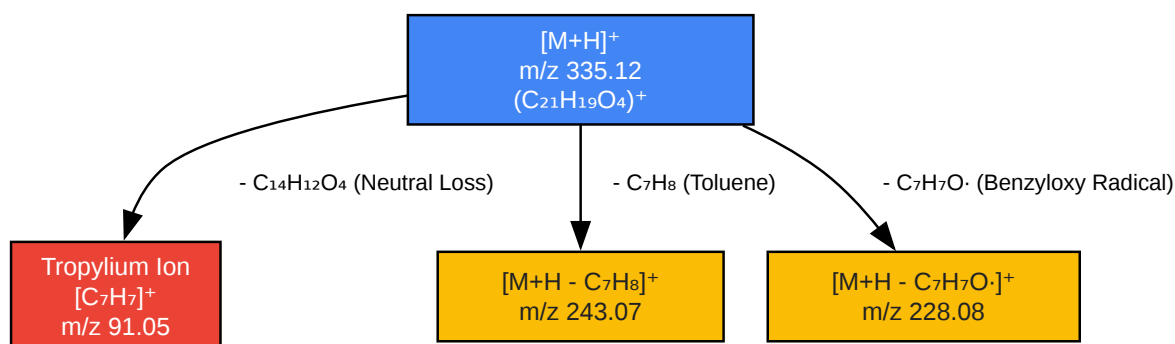 [M+H]⁺
m/z 335.12
(C₂₁H₁₉O₄)⁺
- C₁₄H₁₂O₄ (Neutral Loss)
- C₇H₈ (Toluene)
- C₇H₇O· (Benzyloxy Radical)
Tropylium Ion
[C₇H₇]⁺
m/z 91.05
[M+H - C₇H₈]⁺
m/z 243.07
[M+H - C₇H₇O·]⁺
m/z 228.08